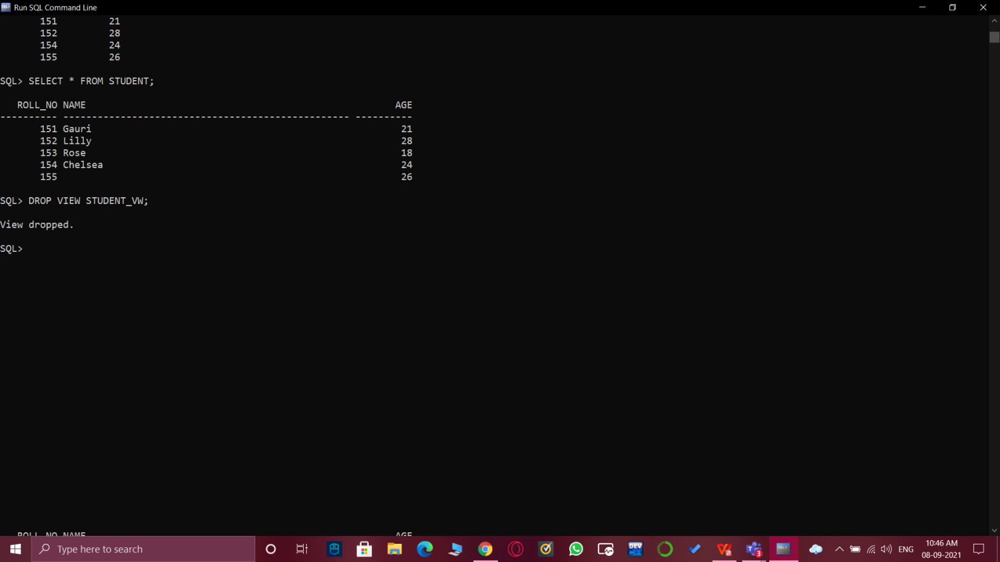 Run SQL Command Line
151 21
152 28
154 24
155 26
SQL> SELECT * FROM STUDENT;
ROLL_NO NAME AGE
---------- -------------------------------------------------- ----------
151 Gauri 21
152 Lilly 28
153 Rose 18
154 Chelsea 24
155 26
SQL> DROP VIEW STUDENT_VW;
View dropped.
SQL>
ROLL_NO NAME AGE
Type here to search
DEV
3
ENG
10:46 AM
08-09-2021